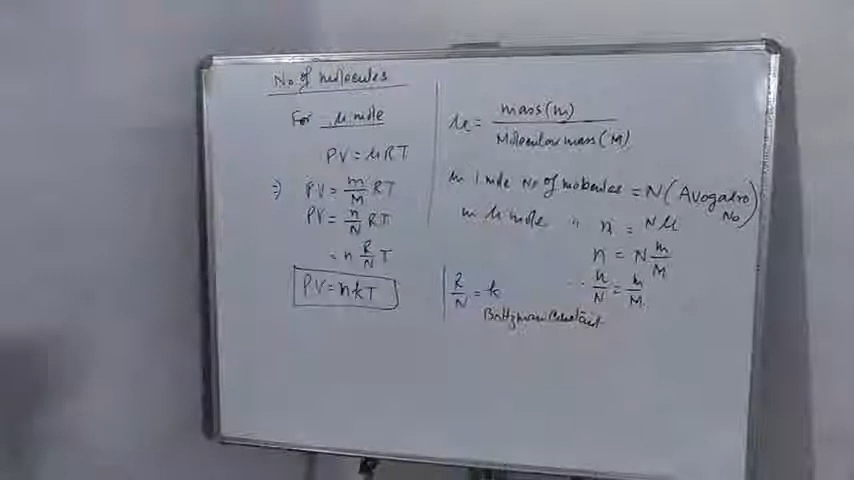 No. of molecules
For μ mole
PV = μRT
⇒ PV = m/M RT
PV = n/N RT
= n R/N T
PV = nkT
μ = mass(m) / Molecular mass (M)
in 1 mole No of molecules = N (Avogadro No)
in μ mole " n = Nμ
n = N m/M
∴ n/N = m/M
R/N = k
Boltzman Constant